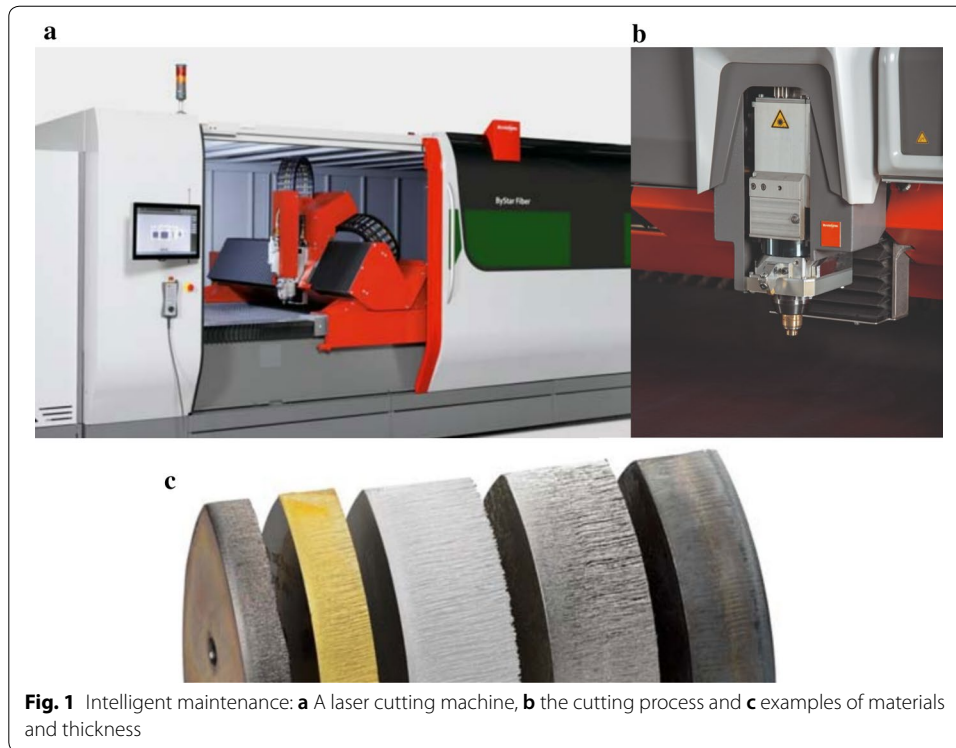 a
b
ByStar Fiber
c
Fig. 1 Intelligent maintenance: a A laser cutting machine, b the cutting process and c examples of materials
and thickness